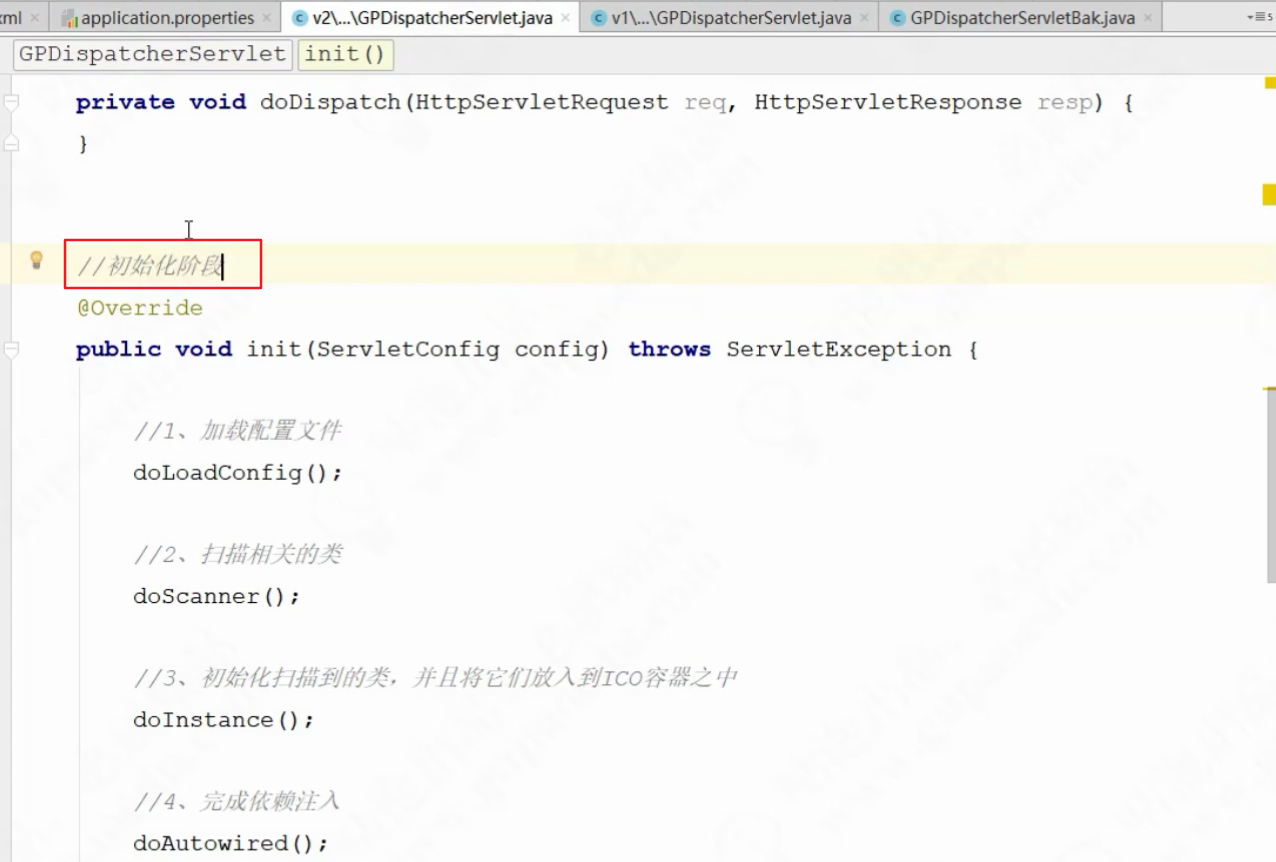 xml
application.properties
v2\...\GPDispatcherServlet.java
v1\...\GPDispatcherServlet.java
GPDispatcherServletBak.java
5
GPDispatcherServlet
init()
private void doDispatch(HttpServletRequest req, HttpServletResponse resp) {
}
//初始化阶段
@Override
public void init(ServletConfig config) throws ServletException {
//1、加载配置文件
doLoadConfig();
//2、扫描相关的类
doScanner();
//3、初始化扫描到的类，并且将它们放入到ICO容器之中
doInstance();
//4、完成依赖注入
doAutowired();